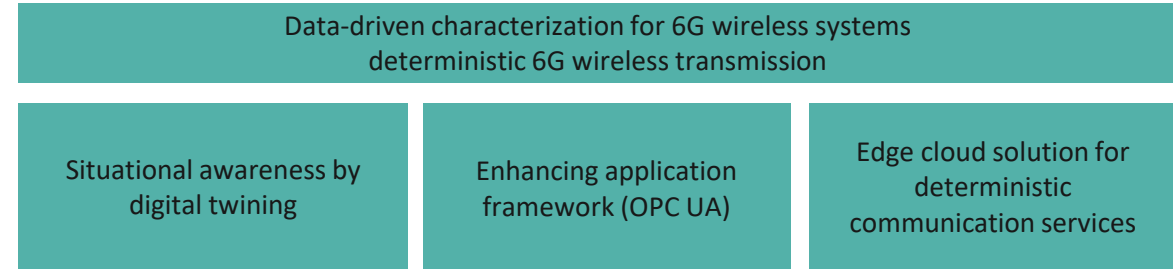 Data-driven characterization for 6G wireless systems
deterministic 6G wireless transmission
Situational awareness by
digital twining
Enhancing application
framework (OPC UA)
Edge cloud solution for
deterministic
communication services